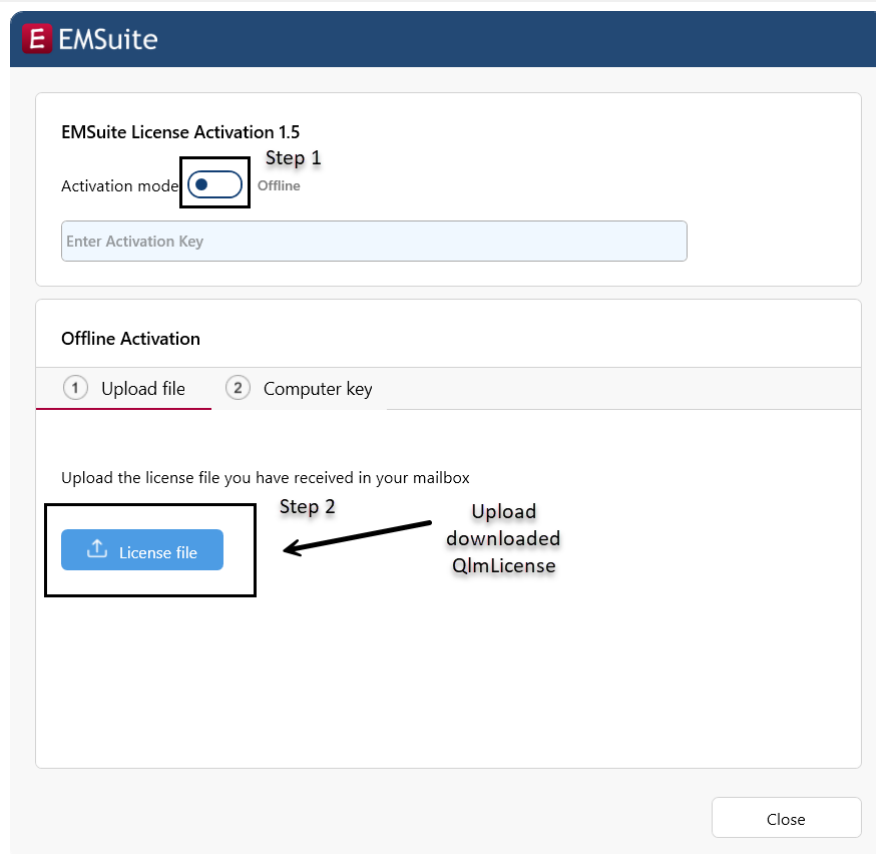 E EMSuite
EMSuite License Activation 1.5
Step 1
Activation mode Offline
Enter Activation Key
Offline Activation
1 Upload file 2 Computer key
Upload the license file you have received in your mailbox
Step 2
Upload
downloaded
QlmLicense
License file
Close